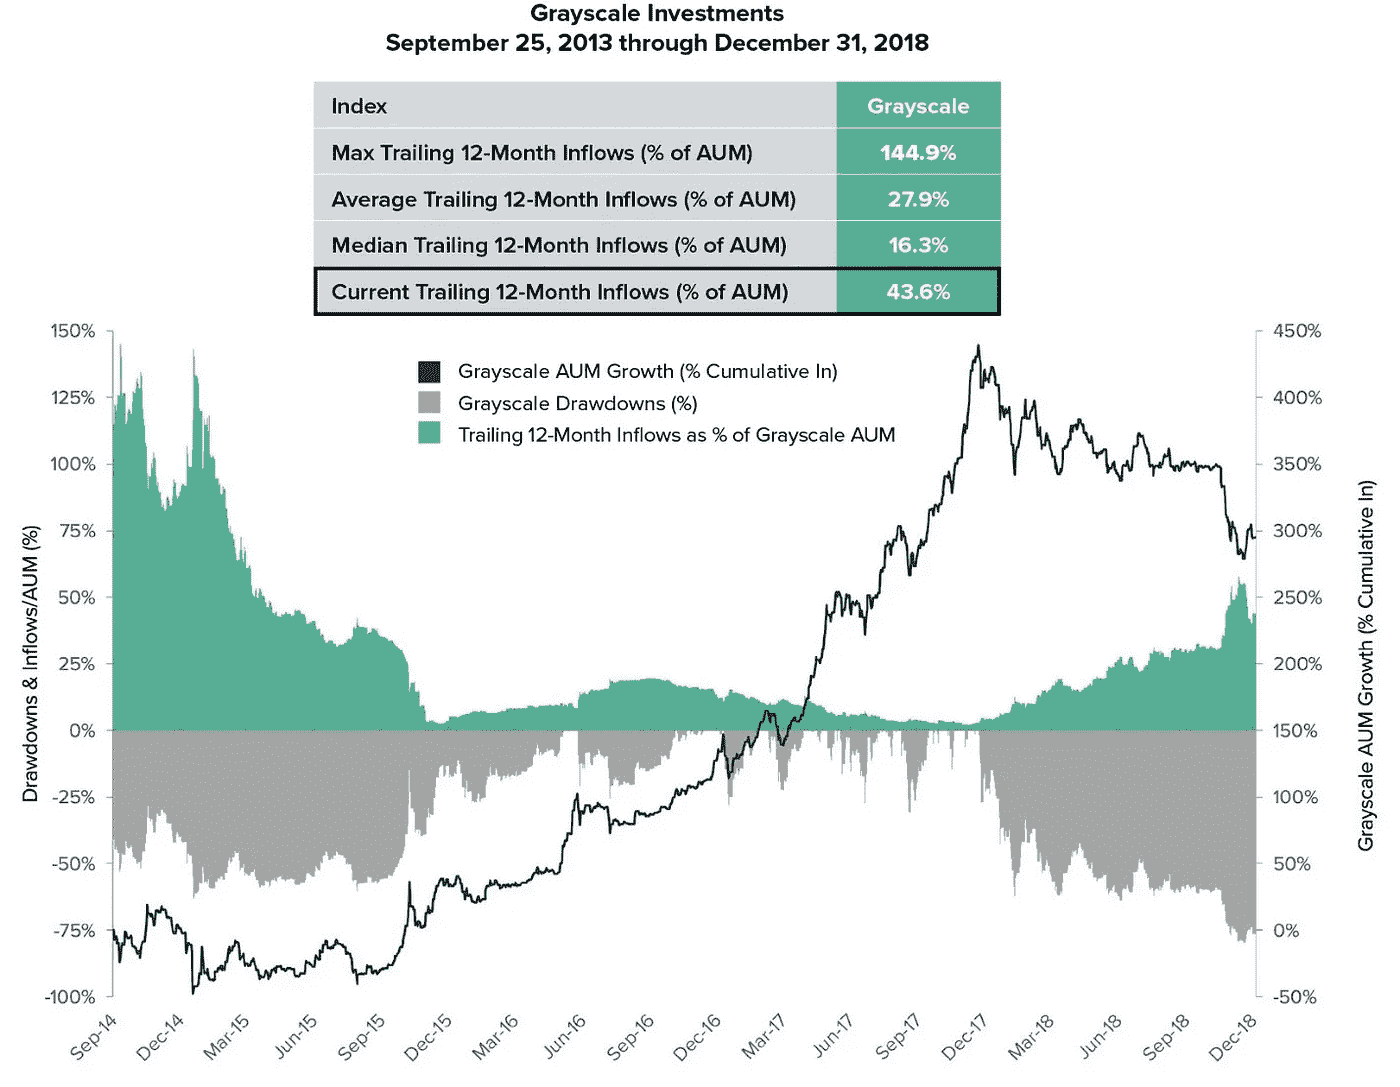 Grayscale Investments
September 25, 2013 through December 31, 2018
Index Grayscale
Max Trailing 12-Month Inflows (% of AUM) 144.9%
Average Trailing 12-Month Inflows (% of AUM) 27.9%
Median Trailing 12-Month Inflows (% of AUM) 16.3%
Current Trailing 12-Month Inflows (% of AUM) 43.6%
Grayscale AUM Growth (% Cumulative In)
Grayscale Drawdowns (%)
Trailing 12-Month Inflows as % of Grayscale AUM
Drawdowns & Inflows/AUM (%)
150%
125%
100%
75%
50%
25%
0%
-25%
-50%
-75%
-100%
450%
400%
350%
300%
250%
200%
150%
100%
50%
0%
-50%
Grayscale AUM Growth (% Cumulative In)
Sep-14
Dec-14
Mar-15
Jun-15
Sep-15
Dec-15
Mar-16
Jun-16
Sep-16
Dec-16
Mar-17
Jun-17
Sep-17
Dec-17
Mar-18
Jun-18
Sep-18
Dec-18